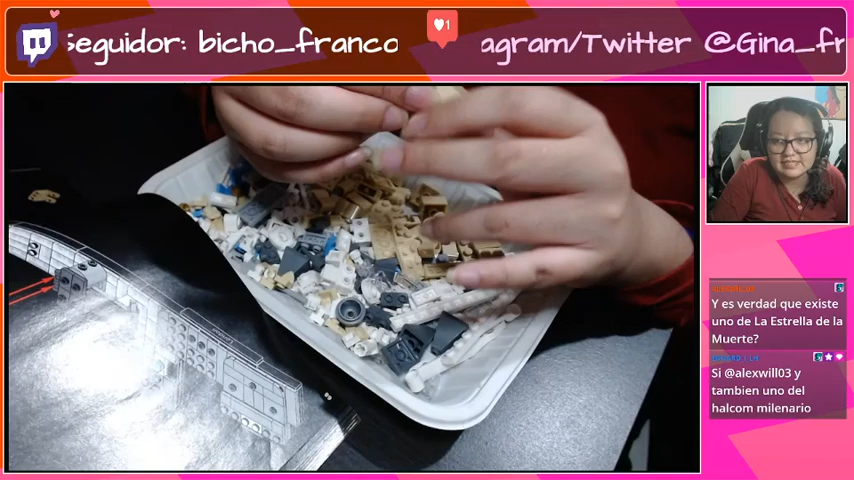 Seguidor: bicho_franco
1
agram/Twitter @Gina_fr
Y es verdad que existe
uno de La Estrella de la
Muerte?
Si @alexwill03 y
tambien uno del
halcom milenario